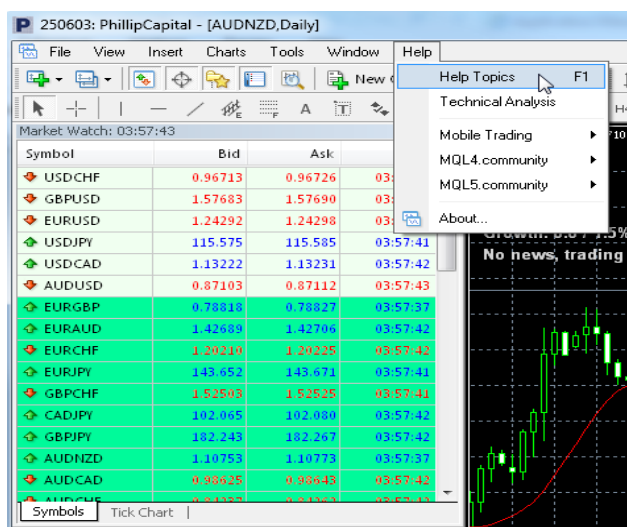 250603: PhillipCapital - [AUDNZD,Daily]
File View Insert Charts Tools Window Help
New
Help Topics F1
Technical Analysis
Mobile Trading
MQL4.community
MQL5.community
About...
E F A T
Market Watch: 03:57:43
Symbol Bid Ask
USDCHF 0.96713 0.96726 03:
GBPUSD 1.57683 1.57690 03:
EURUSD 1.24292 1.24298 03:
USDJPY 115.575 115.585 03:57:41
USDCAD 1.13222 1.13231 03:57:42
AUDUSD 0.87103 0.87112 03:57:43
EURGBP 0.78818 0.78827 03:57:37
EURAUD 1.42689 1.42706 03:57:42
EURCHF 1.20210 1.20225 03:57:42
EURJPY 143.652 143.671 03:57:41
GBPCHF 1.52503 1.52525 03:57:41
CADJPY 102.065 102.080 03:57:42
GBPJPY 182.243 182.267 03:57:42
AUDNZD 1.10753 1.10773 03:57:37
AUDCAD 0.98625 0.98643 03:57:42
Symbols Tick Chart
No news, trading